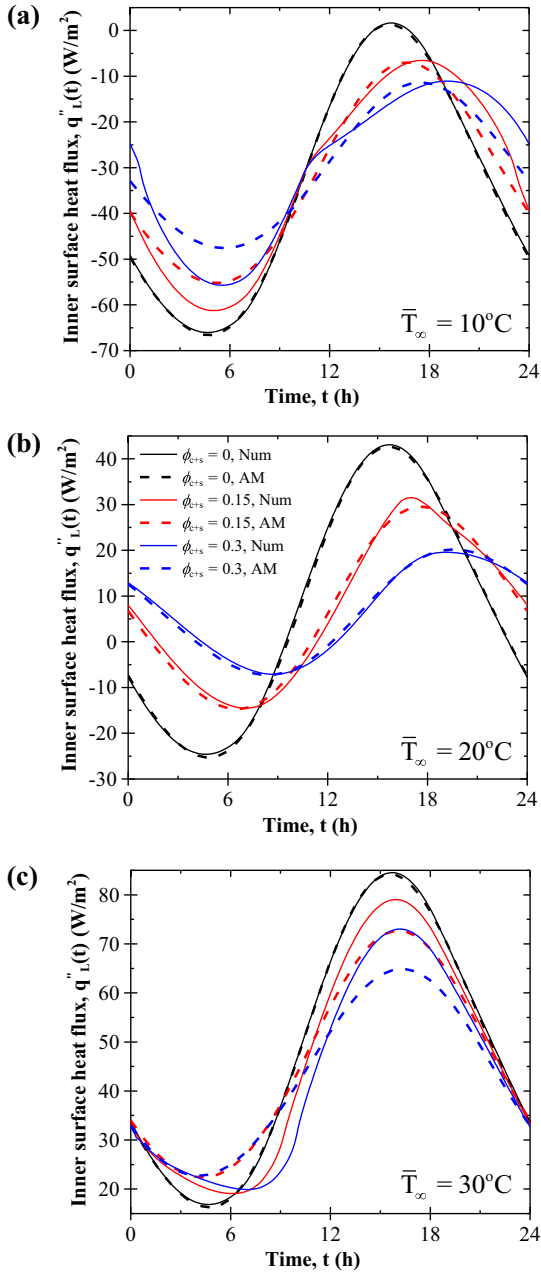 (a)
Inner surface heat flux, q"L(t) (W/m²)
0
-10
-20
-30
-40
-50
-60
-70
T̅∞ = 10°C
0 6 12 18 24
Time, t (h)
(b)
Inner surface heat flux, q"L(t) (W/m²)
40
30
20
10
0
-10
-20
-30
ϕc+s = 0, Num
ϕc+s = 0, AM
ϕc+s = 0.15, Num
ϕc+s = 0.15, AM
ϕc+s = 0.3, Num
ϕc+s = 0.3, AM
T̅∞ = 20°C
0 6 12 18 24
Time, t (h)
(c)
Inner surface heat flux, q"L(t) (W/m²)
80
70
60
50
40
30
20
T̅∞ = 30°C
0 6 12 18 24
Time, t (h)